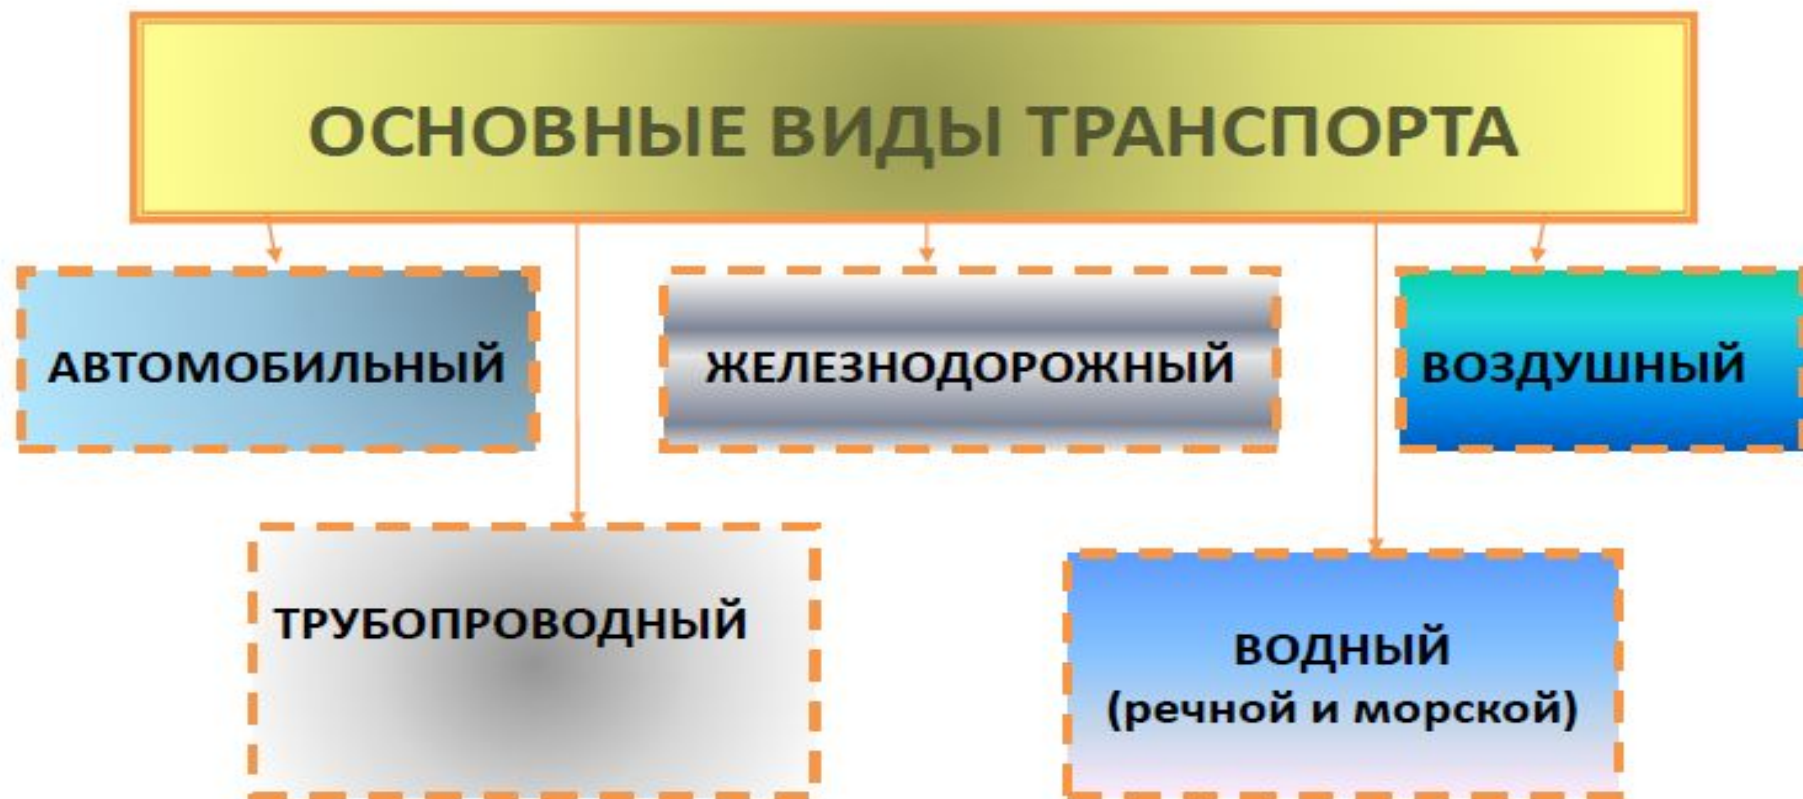 ОСНОВНЫЕ ВИДЫ ТРАНСПОРТА
АВТОМОБИЛЬНЫЙ
ЖЕЛЕЗНОДОРОЖНЫЙ
ВОЗДУШНЫЙ
ТРУБОПРОВОДНЫЙ
ВОДНЫЙ
(речной и морской)